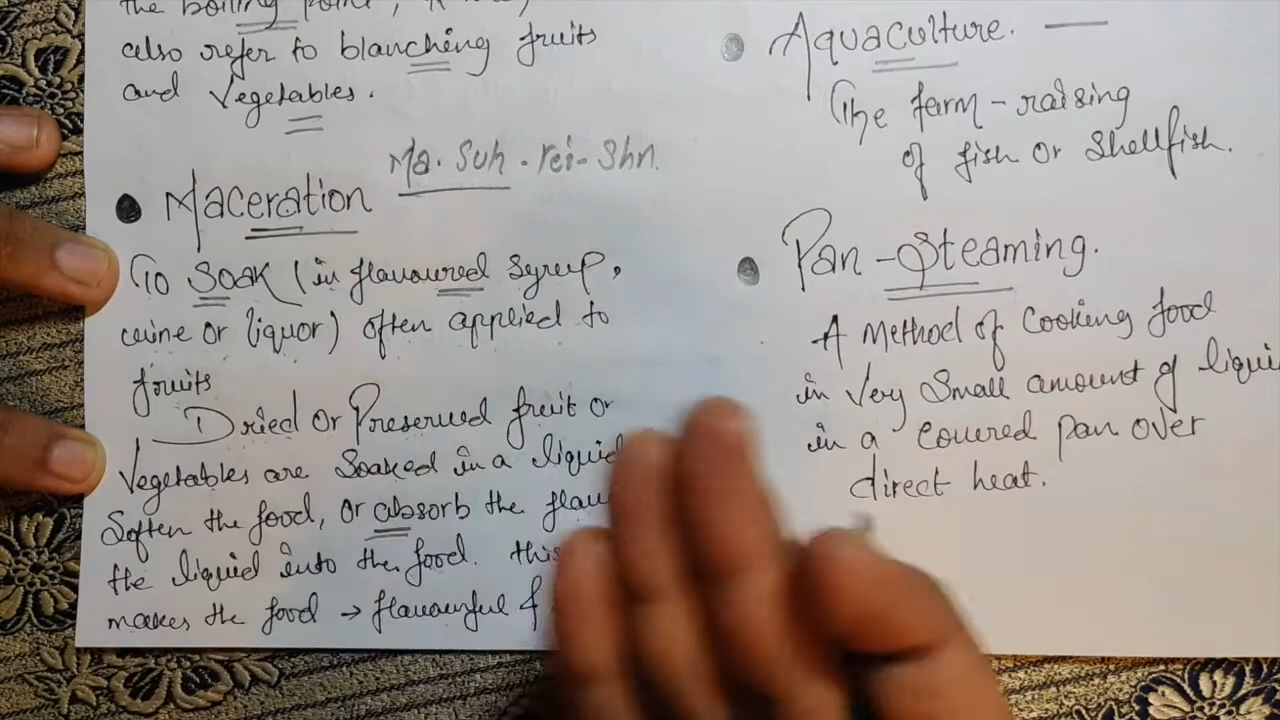 the boiling point,
also refer to blanching fruits
and Vegetables.
Ma. Suh - rei - Shn.
Maceration
To Soak (in flavoured Syrup,
wine or liquor) often applied to
fruits
Dried or Preserved fruit or
Vegetables are Soaked in a liquid
Soften the food, or absorb the
the liquid into the food. this
makes the food → flavourful &
Aquaculture.
The farm-raising
of fish or Shellfish.
Pan-Steaming.
A Method of Cooking food
in Very Small amount of
in a Covered pan over
direct heat.